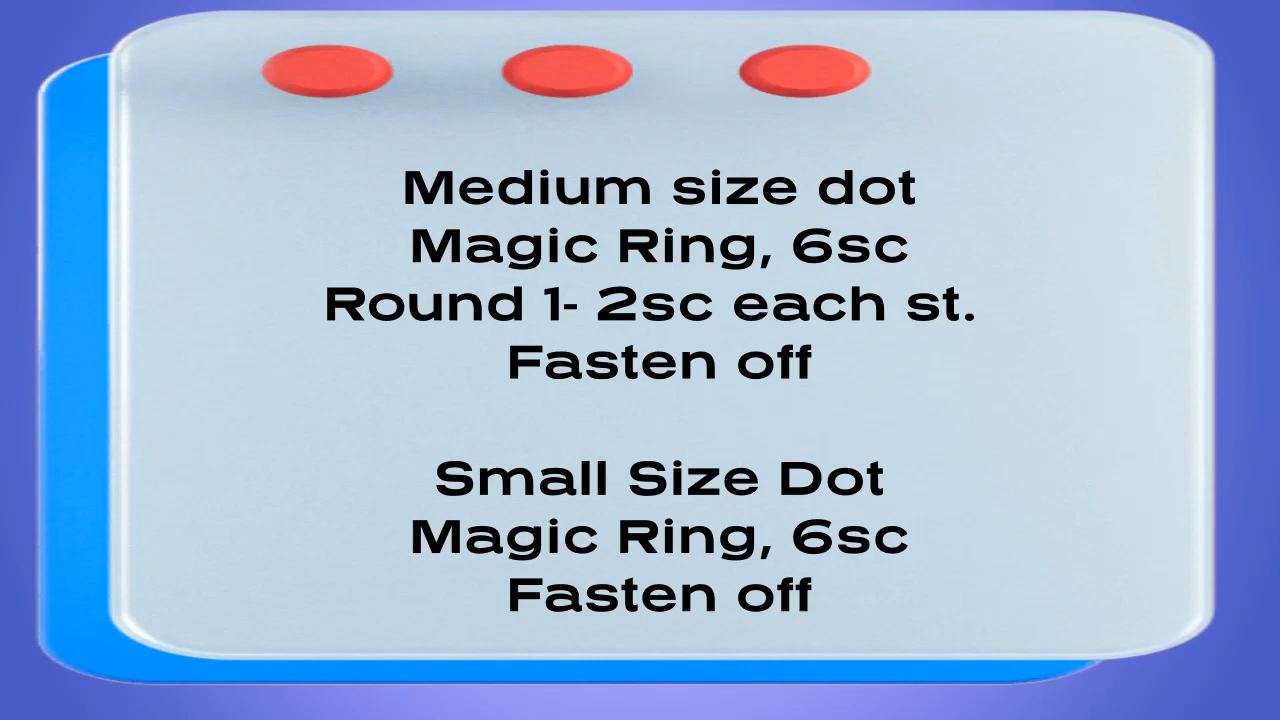 Medium size dot
Magic Ring, 6sc
Round 1- 2sc each st.
Fasten off
Small Size Dot
Magic Ring, 6sc
Fasten off